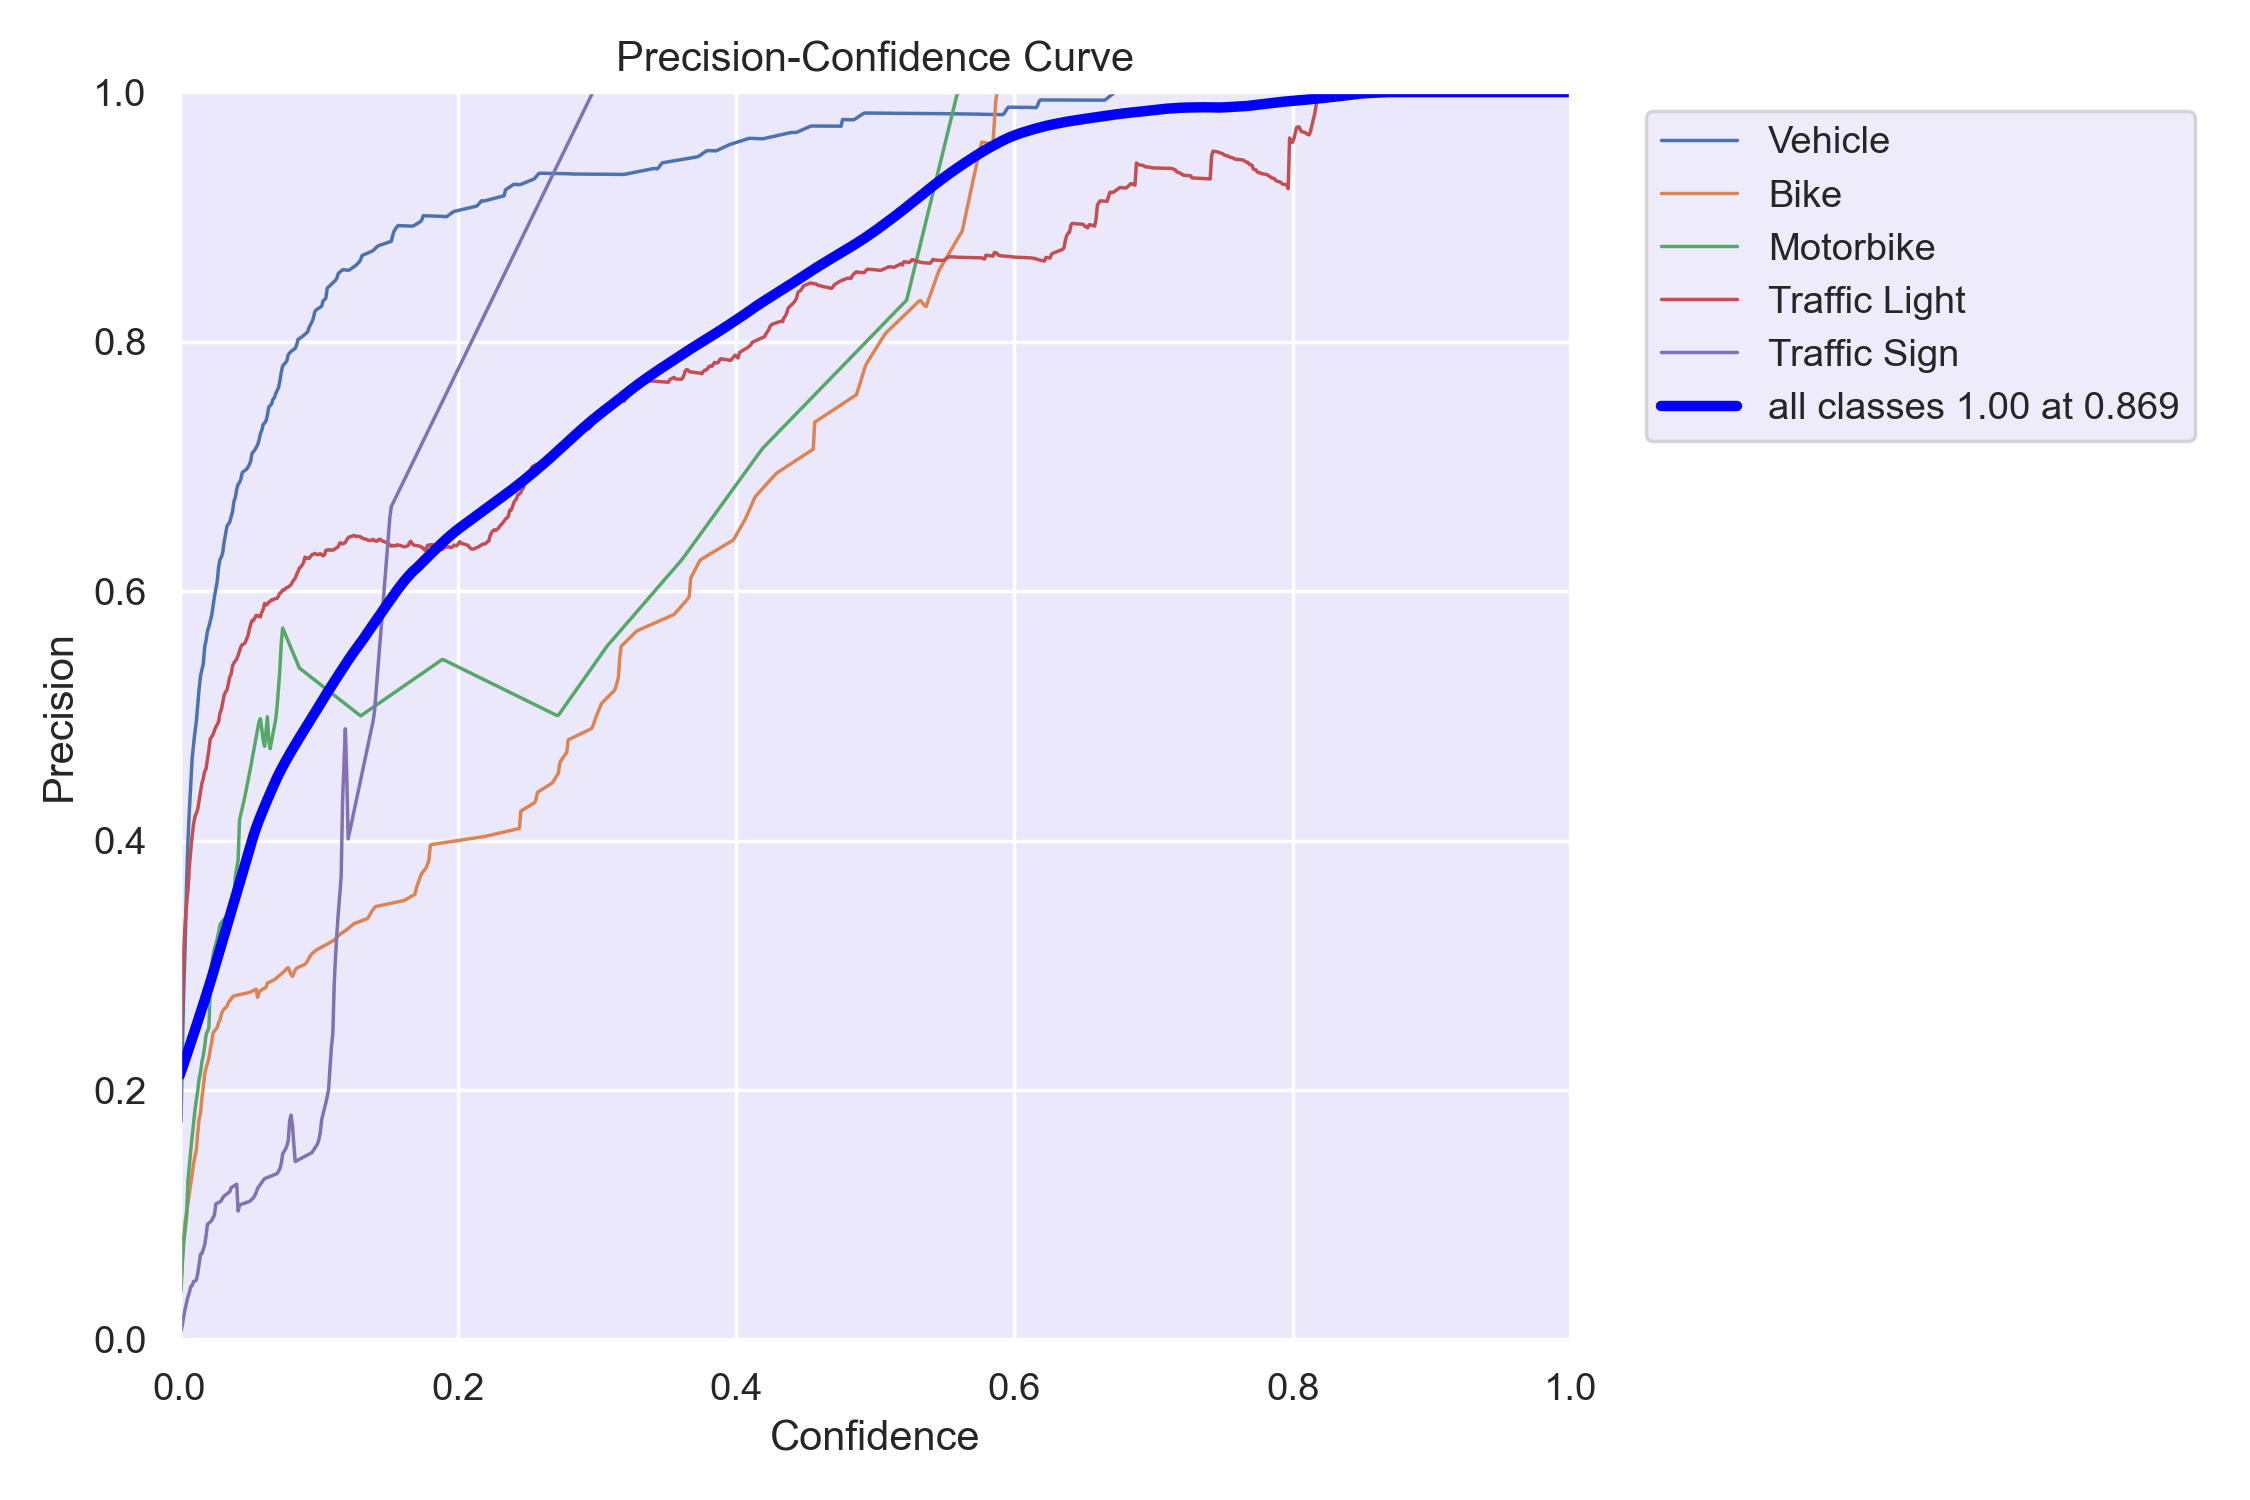 Precision-Confidence Curve
1.0
0.8
0.6
0.4
0.2
0.0
Precision
0.0 0.2 0.4 0.6 0.8 1.0
Confidence
Vehicle
Bike
Motorbike
Traffic Light
Traffic Sign
all classes 1.00 at 0.869